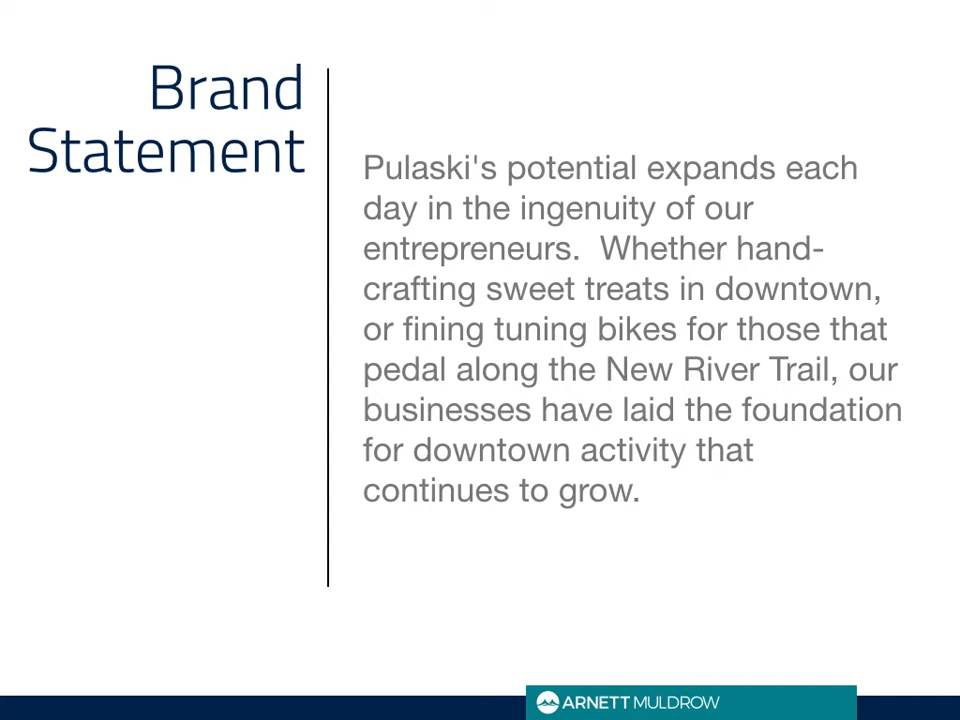 Brand
Statement
Pulaski's potential expands each
day in the ingenuity of our
entrepreneurs.  Whether hand-
crafting sweet treats in downtown,
or fining tuning bikes for those that
pedal along the New River Trail, our
businesses have laid the foundation
for downtown activity that
continues to grow.
ARNETT MULDROW